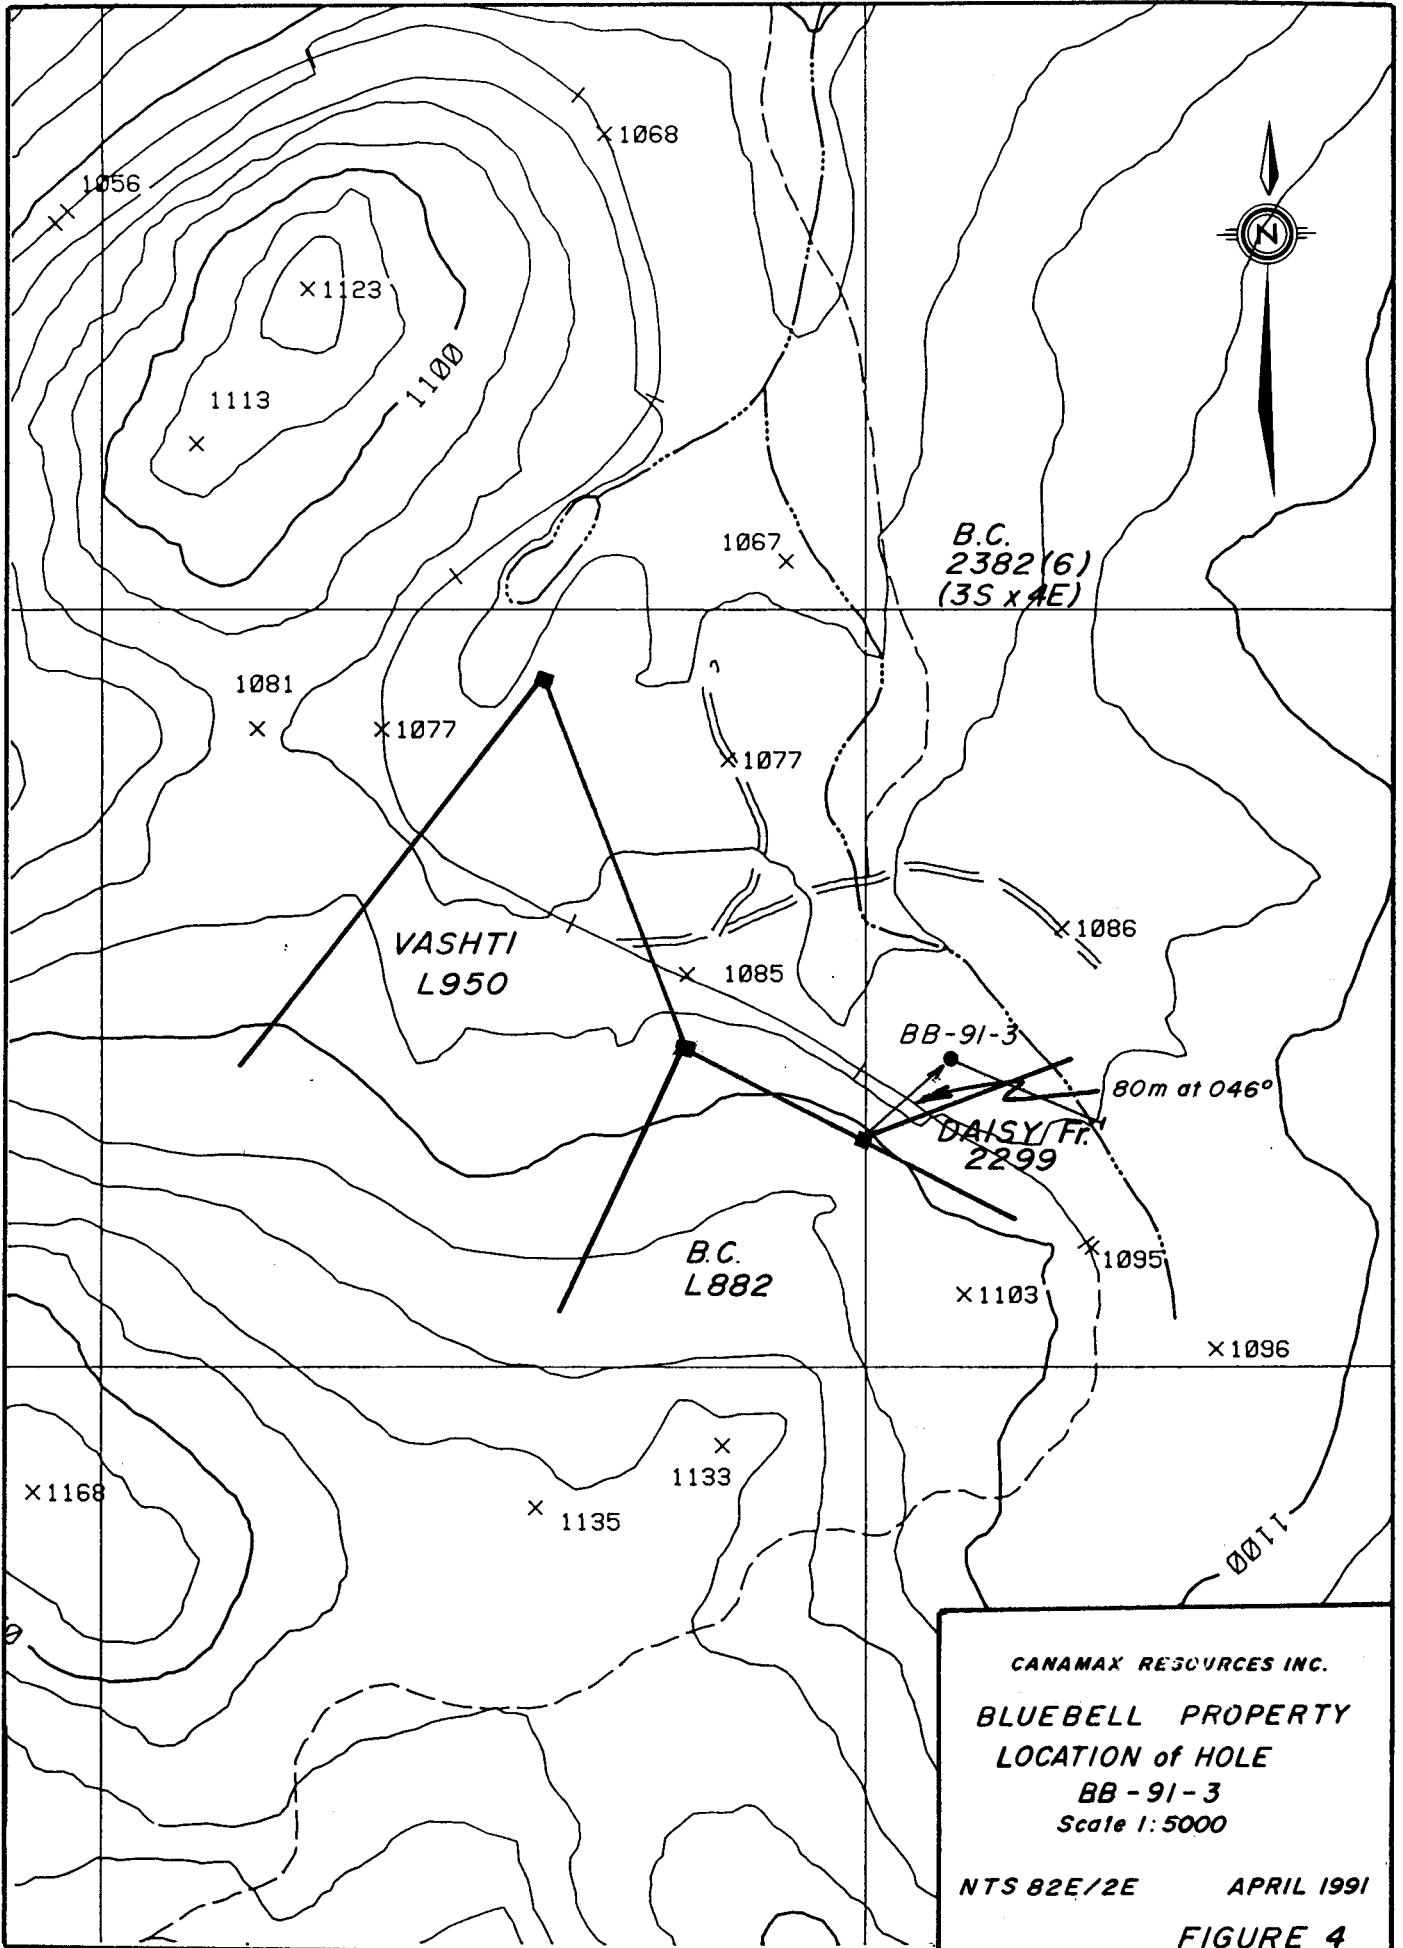 1068
1056
N
1123
1100
1113
1067
B.C.
2382(6)
(3S x 4E)
1081
1077
1077
1086
VASHTI
L950
1085
BB-91-3
80m at 046°
DAISY Fr.
2299
B.C.
L882
1095
1103
1096
1133
1168
1135
1100
0
CANAMAX RESOURCES INC.
BLUEBELL PROPERTY
LOCATION of HOLE
BB-91-3
Scale 1:5000
NTS 82E/2E APRIL 1991
FIGURE 4